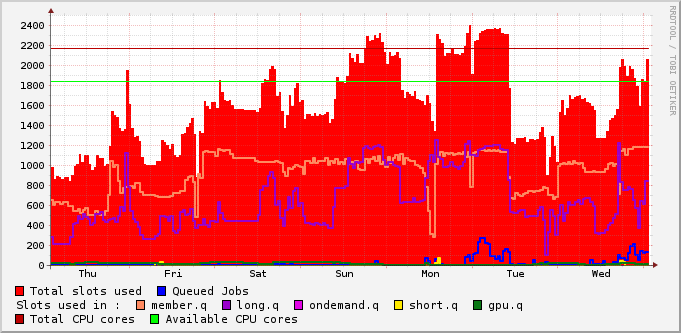 2400
2200
2000
1800
1600
1400
1200
1000
800
600
400
200
0
Thu Fri Sat Sun Mon Tue Wed
Total slots used Queued Jobs
Slots used in : member.q long.q ondemand.q short.q gpu.q
Total CPU cores Available CPU cores
RRDTOOL / TOBI OETIKER